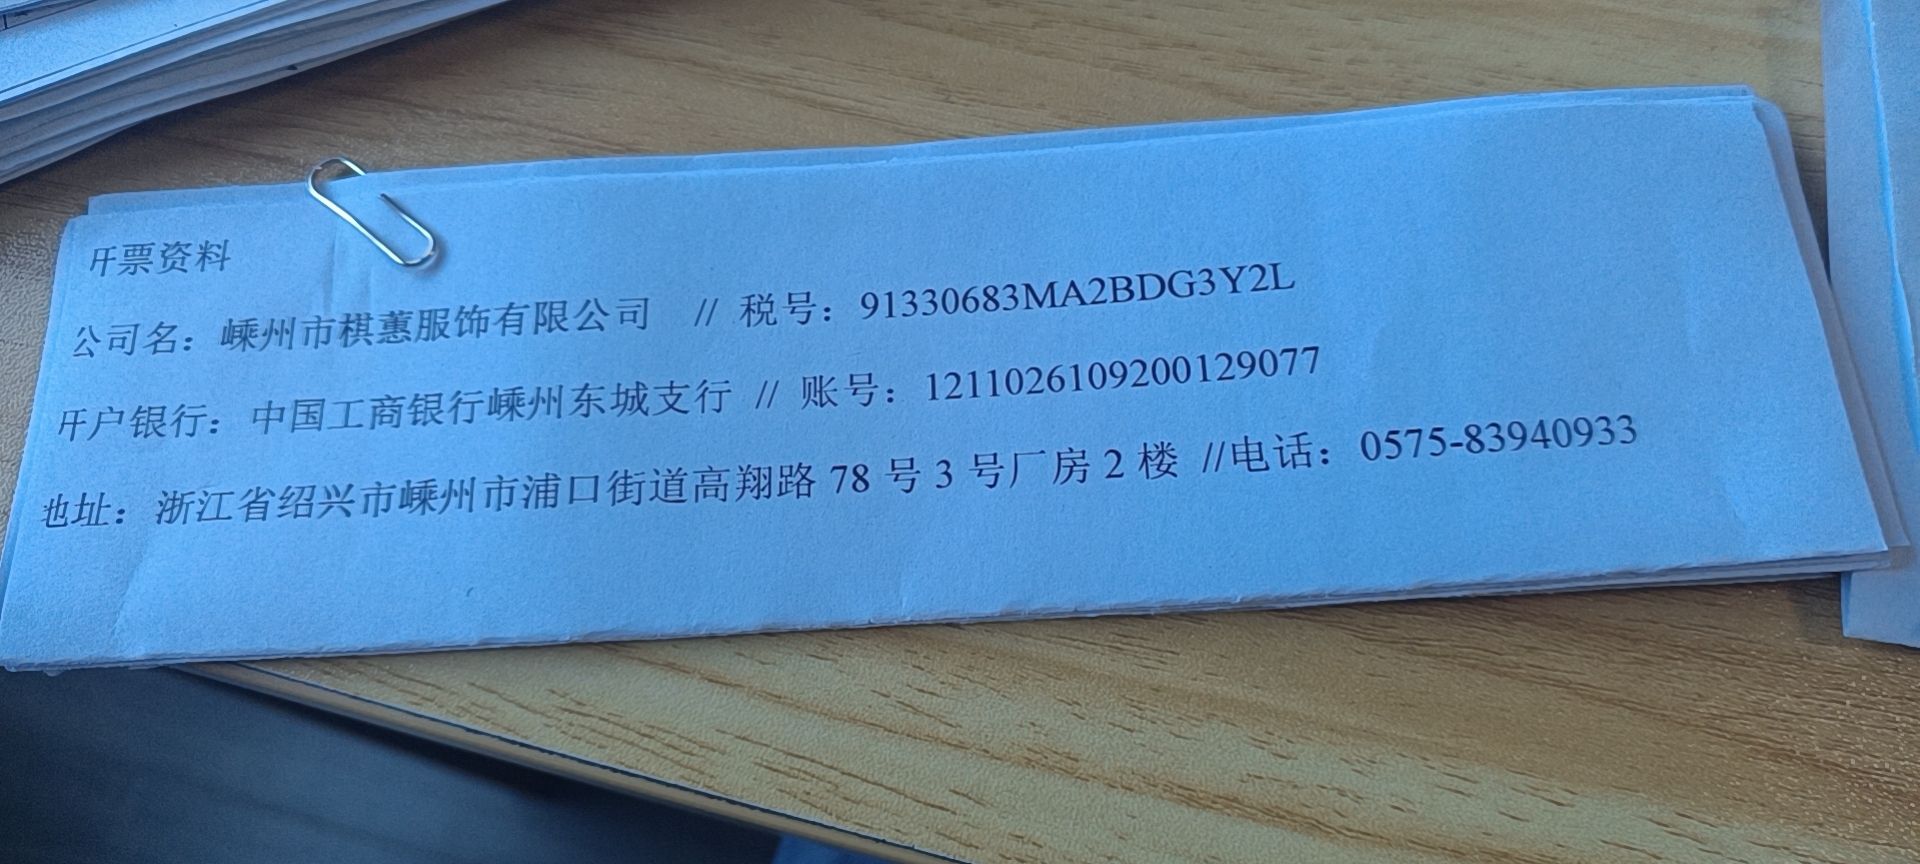 开票资料
公司名：嵊州市棋蕙服饰有限公司 // 税号：91330683MA2BDG3Y2L
开户银行：中国工商银行嵊州东城支行 // 账号：1211026109200129077
地址：浙江省绍兴市嵊州市浦口街道高翔路 78 号 3 号厂房 2 楼 //电话：0575-83940933